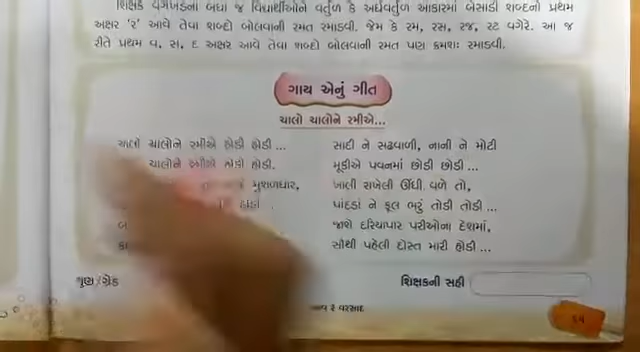 શિક્ષકે વર્ગખંડના બધા જ વિદ્યાર્થીઓને વર્તુળ કે અર્ધવર્તુળ આકારમાં બેસાડી શબ્દનો પ્રથમ
અક્ષર 'ર' આવે તેવા શબ્દો બોલવાની રમત રમાડવી. જેમ કે રમ, રસ, રજ, રટ વગેરે. આ જ
રીતે પ્રથમ વ, સ, દ અક્ષર આવે તેવા શબ્દો બોલવાની રમત પણ ક્રમશઃ રમાડવી.
ગાય એનું ગીત
ચાલો ચાલોને રમીએ...
ચાલો ચાલોને રમીએ હોડી હોડી ...
ચાલોને રમીએ હોડી હોડી.
મુશળધાર,
સાદી ને સઢવાળી, નાની ને મોટી
મૂકીએ પવનમાં છોડી છોડી ...
ખાલી રાખેલી ઊંધી વળે તો,
પાંદડાં ને ફૂલ ભરું તોડી તોડી ...
જાશે દરિયાપાર પરીઓના દેશમાં,
સૌથી પહેલી દોસ્ત મારી હોડી ...
ગુણ/ગ્રેડ
શિક્ષકની સહી
આવ રે વરસાદ